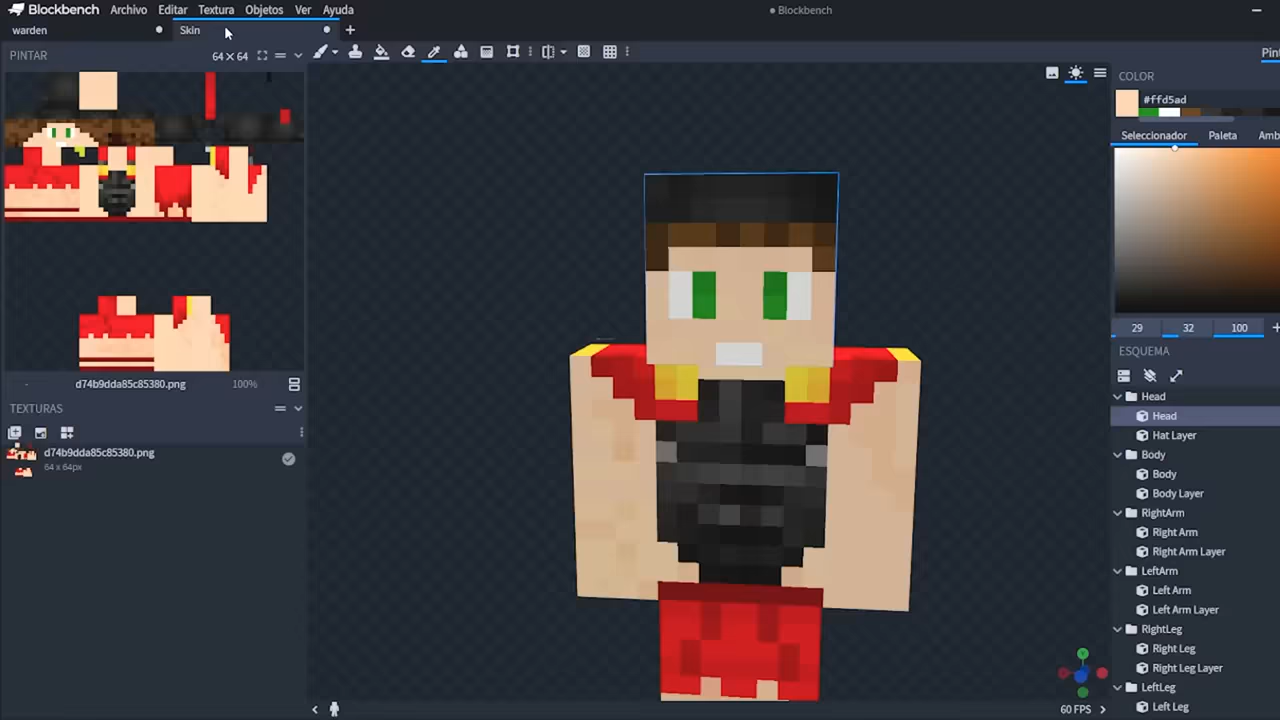 Blockbench Archivo Editar Textura Objetos Ver Ayuda
Blockbench
warden
Skin
PINTAR
64 × 64
COLOR
#ffd5ad
Seleccionador Paleta
29 32 100
ESQUEMA
Head
Head
Hat Layer
Body
Body
Body Layer
RightArm
Right Arm
Right Arm Layer
LeftArm
Left Arm
Left Arm Layer
RightLeg
Right Leg
Right Leg Layer
LeftLeg
Left Leg
d74b9dda85c85380.png
100%
TEXTURAS
d74b9dda85c85380.png
64 x 64px
60 FPS